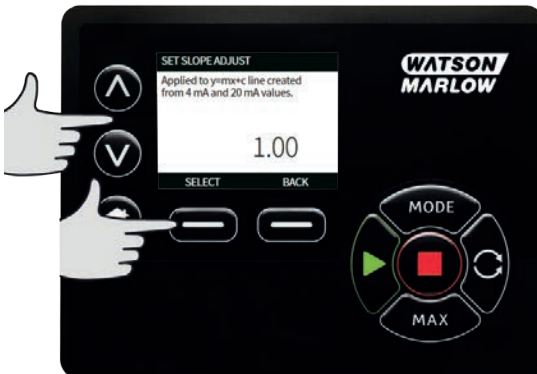 SET SLOPE ADJUST
Applied to y=mx+c line created
from 4 mA and 20 mA values.
1.00
SELECT BACK
WATSON
MARLOW
MODE
MAX